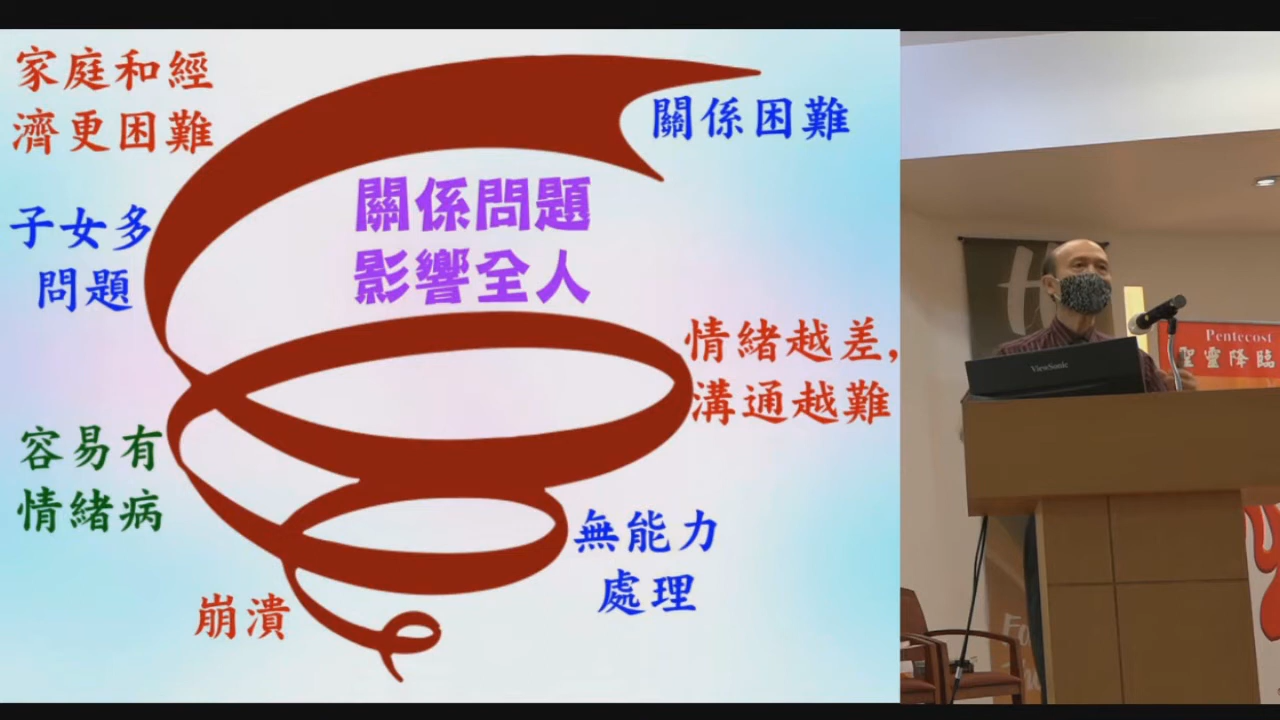 家庭和經
濟更困難
關係困難
關係問題
影響全人
子女多
問題
情緒越差,
溝通越難
容易有
情緒病
無能力
處理
崩潰
ViewSonic
Pentecost
聖靈降臨